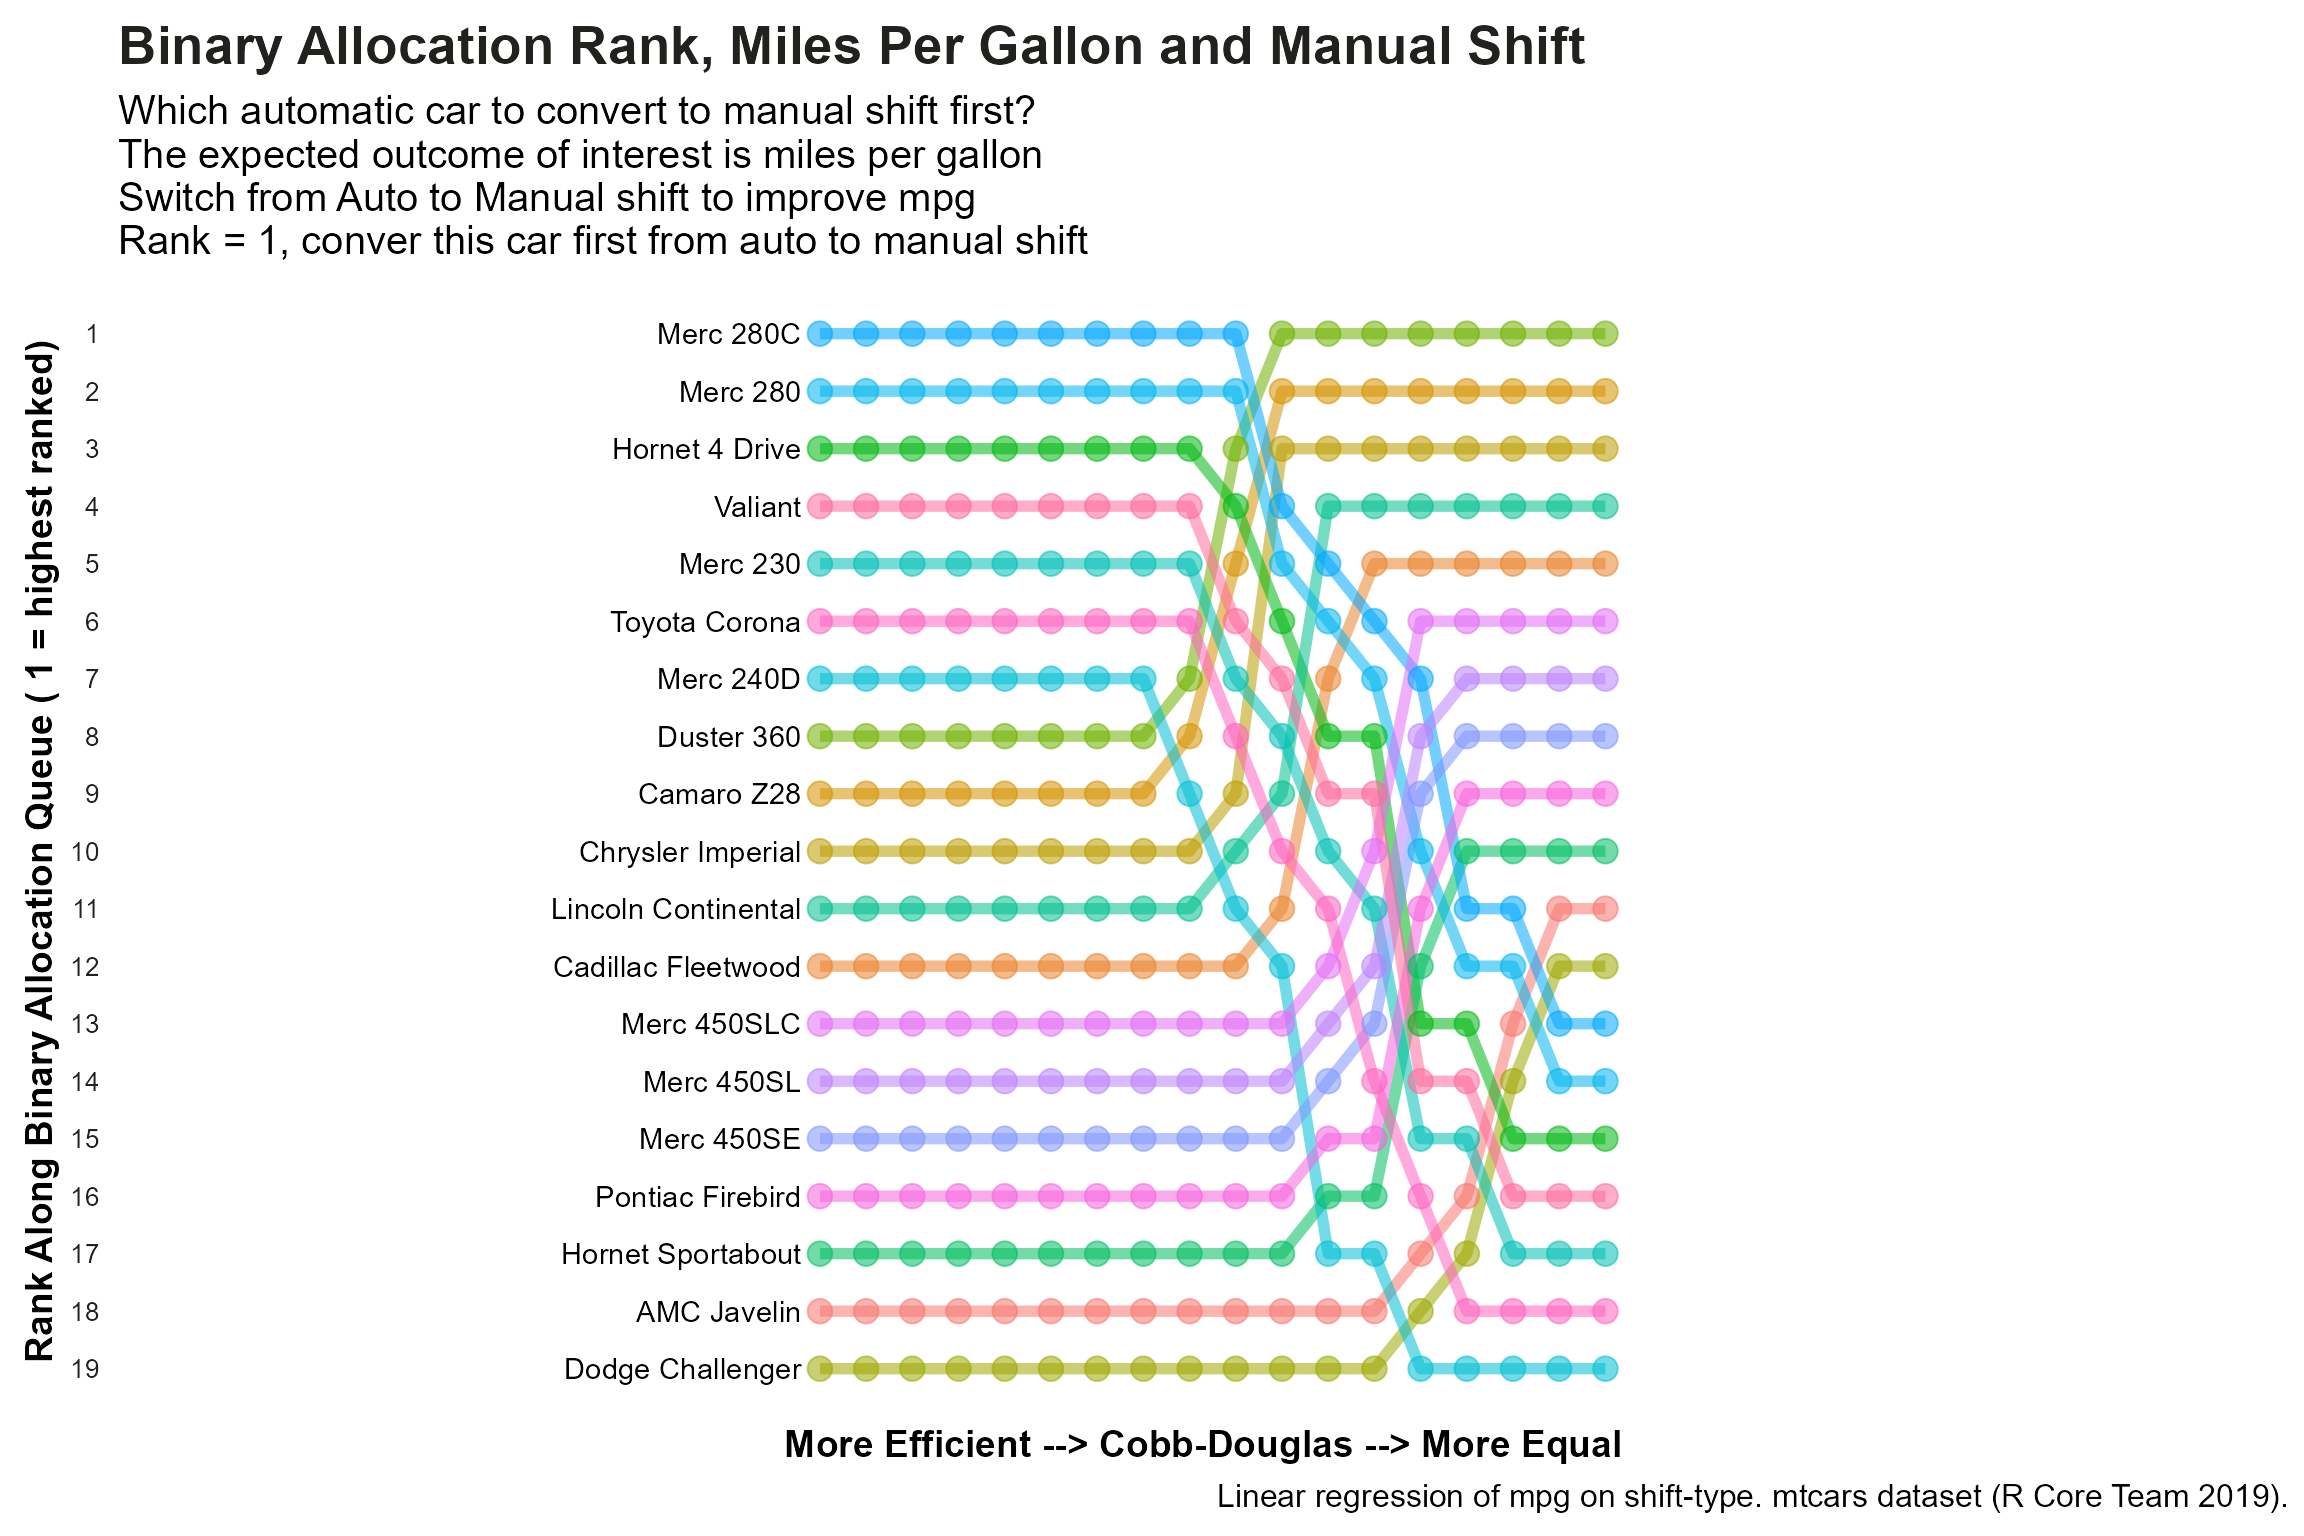 Binary Allocation Rank, Miles Per Gallon and Manual Shift
Which automatic car to convert to manual shift first?
The expected outcome of interest is miles per gallon
Switch from Auto to Manual shift to improve mpg
Rank = 1, conver this car first from auto to manual shift
Rank Along Binary Allocation Queue ( 1 = highest ranked)
1 Merc 280C
2 Merc 280
3 Hornet 4 Drive
4 Valiant
5 Merc 230
6 Toyota Corona
7 Merc 240D
8 Duster 360
9 Camaro Z28
10 Chrysler Imperial
11 Lincoln Continental
12 Cadillac Fleetwood
13 Merc 450SLC
14 Merc 450SL
15 Merc 450SE
16 Pontiac Firebird
17 Hornet Sportabout
18 AMC Javelin
19 Dodge Challenger
More Efficient --> Cobb-Douglas --> More Equal
Linear regression of mpg on shift-type. mtcars dataset (R Core Team 2019).